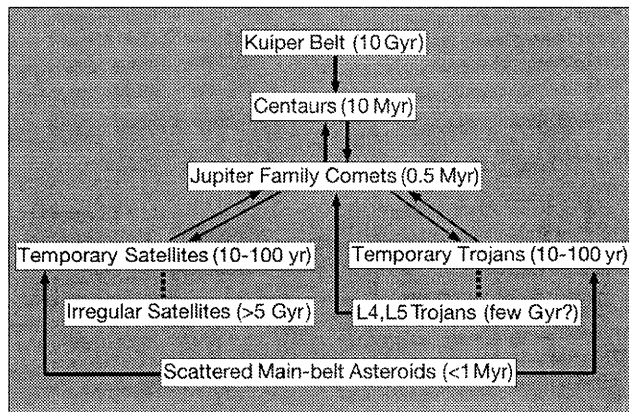 Kuiper Belt (10 Gyr)
Centaurs (10 Myr)
Jupiter Family Comets (0.5 Myr)
Temporary Satellites (10-100 yr)
Temporary Trojans (10-100 yr)
Irregular Satellites (>5 Gyr)
L4,L5 Trojans (few Gyr?)
Scattered Main-belt Asteroids (<1 Myr)